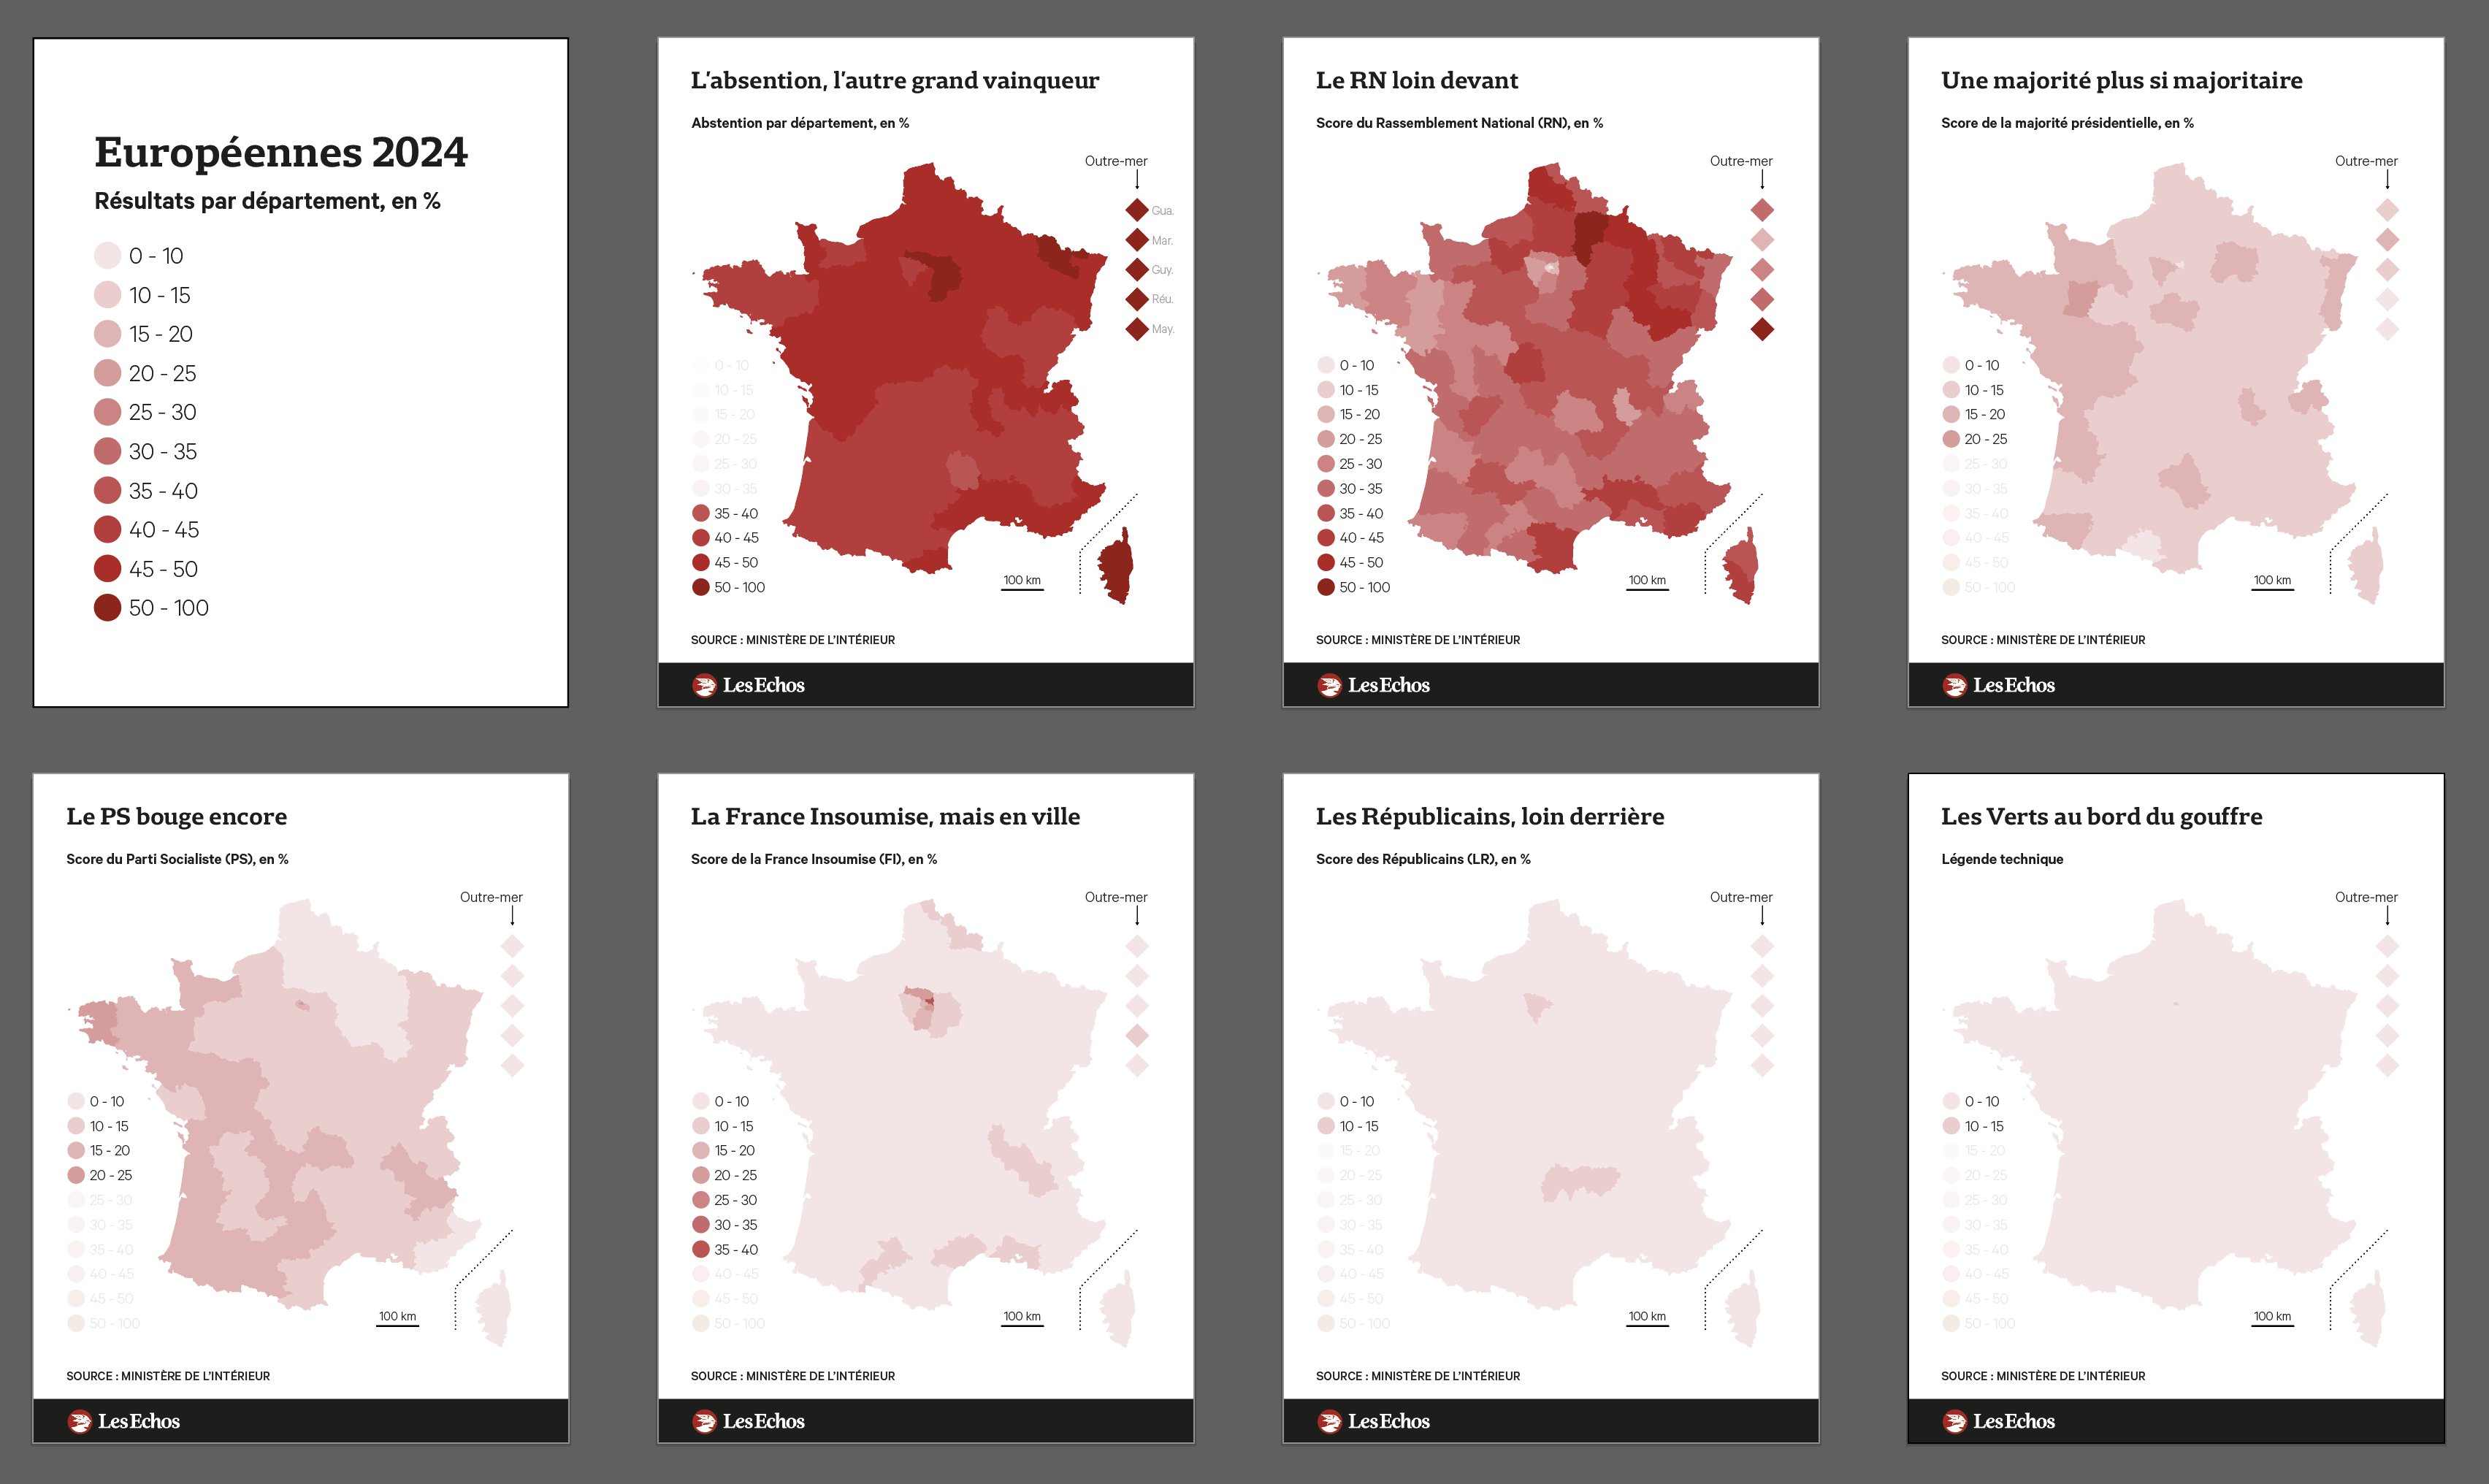 Européennes 2024
Résultats par département, en %
0 - 10
10 - 15
15 - 20
20 - 25
25 - 30
30 - 35
35 - 40
40 - 45
45 - 50
50 - 100
L'absention, l'autre grand vainqueur
Abstention par département, en %
Outre-mer
Gua.
Mar.
Guy.
Réu.
May.
0 - 10
10 - 15
15 - 20
20 - 25
25 - 30
30 - 35
35 - 40
40 - 45
45 - 50
50 - 100
100 km
SOURCE : MINISTÈRE DE L'INTÉRIEUR
Les Echos
Le RN loin devant
Score du Rassemblement National (RN), en %
Outre-mer
0 - 10
10 - 15
15 - 20
20 - 25
25 - 30
30 - 35
35 - 40
40 - 45
45 - 50
50 - 100
100 km
SOURCE : MINISTÈRE DE L'INTÉRIEUR
Les Echos
Une majorité plus si majoritaire
Score de la majorité présidentielle, en %
Outre-mer
0 - 10
10 - 15
15 - 20
20 - 25
25 - 30
30 - 35
35 - 40
40 - 45
45 - 50
50 - 100
100 km
SOURCE : MINISTÈRE DE L'INTÉRIEUR
Les Echos
Le PS bouge encore
Score du Parti Socialiste (PS), en %
Outre-mer
0 - 10
10 - 15
15 - 20
20 - 25
25 - 30
30 - 35
35 - 40
40 - 45
45 - 50
50 - 100
100 km
SOURCE : MINISTÈRE DE L'INTÉRIEUR
Les Echos
La France Insoumise, mais en ville
Score de la France Insoumise (FI), en %
Outre-mer
0 - 10
10 - 15
15 - 20
20 - 25
25 - 30
30 - 35
35 - 40
40 - 45
45 - 50
50 - 100
100 km
SOURCE : MINISTÈRE DE L'INTÉRIEUR
Les Echos
Les Républicains, loin derrière
Score des Républicains (LR), en %
Outre-mer
0 - 10
10 - 15
15 - 20
20 - 25
25 - 30
30 - 35
35 - 40
40 - 45
45 - 50
50 - 100
100 km
SOURCE : MINISTÈRE DE L'INTÉRIEUR
Les Echos
Les Verts au bord du gouffre
Légende technique
Outre-mer
0 - 10
10 - 15
15 - 20
20 - 25
25 - 30
30 - 35
35 - 40
40 - 45
45 - 50
50 - 100
100 km
SOURCE : MINISTÈRE DE L'INTÉRIEUR
Les Echos